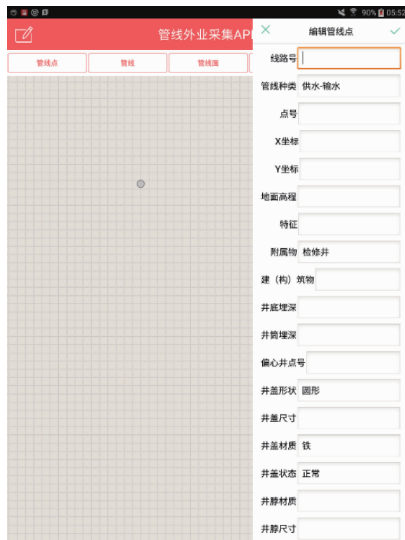 90% 05:52
管线外业采集AP
管线点
管线
管线面
编辑管线点
线路号
管线种类 供水-输水
点号
X坐标
Y坐标
地面高程
特征
附属物 检修井
建（构）筑物
井底埋深
井筒埋深
偏心井点号
井盖形状 圆形
井盖尺寸
井盖材质 铁
井盖状态 正常
井脖材质
井脖尺寸